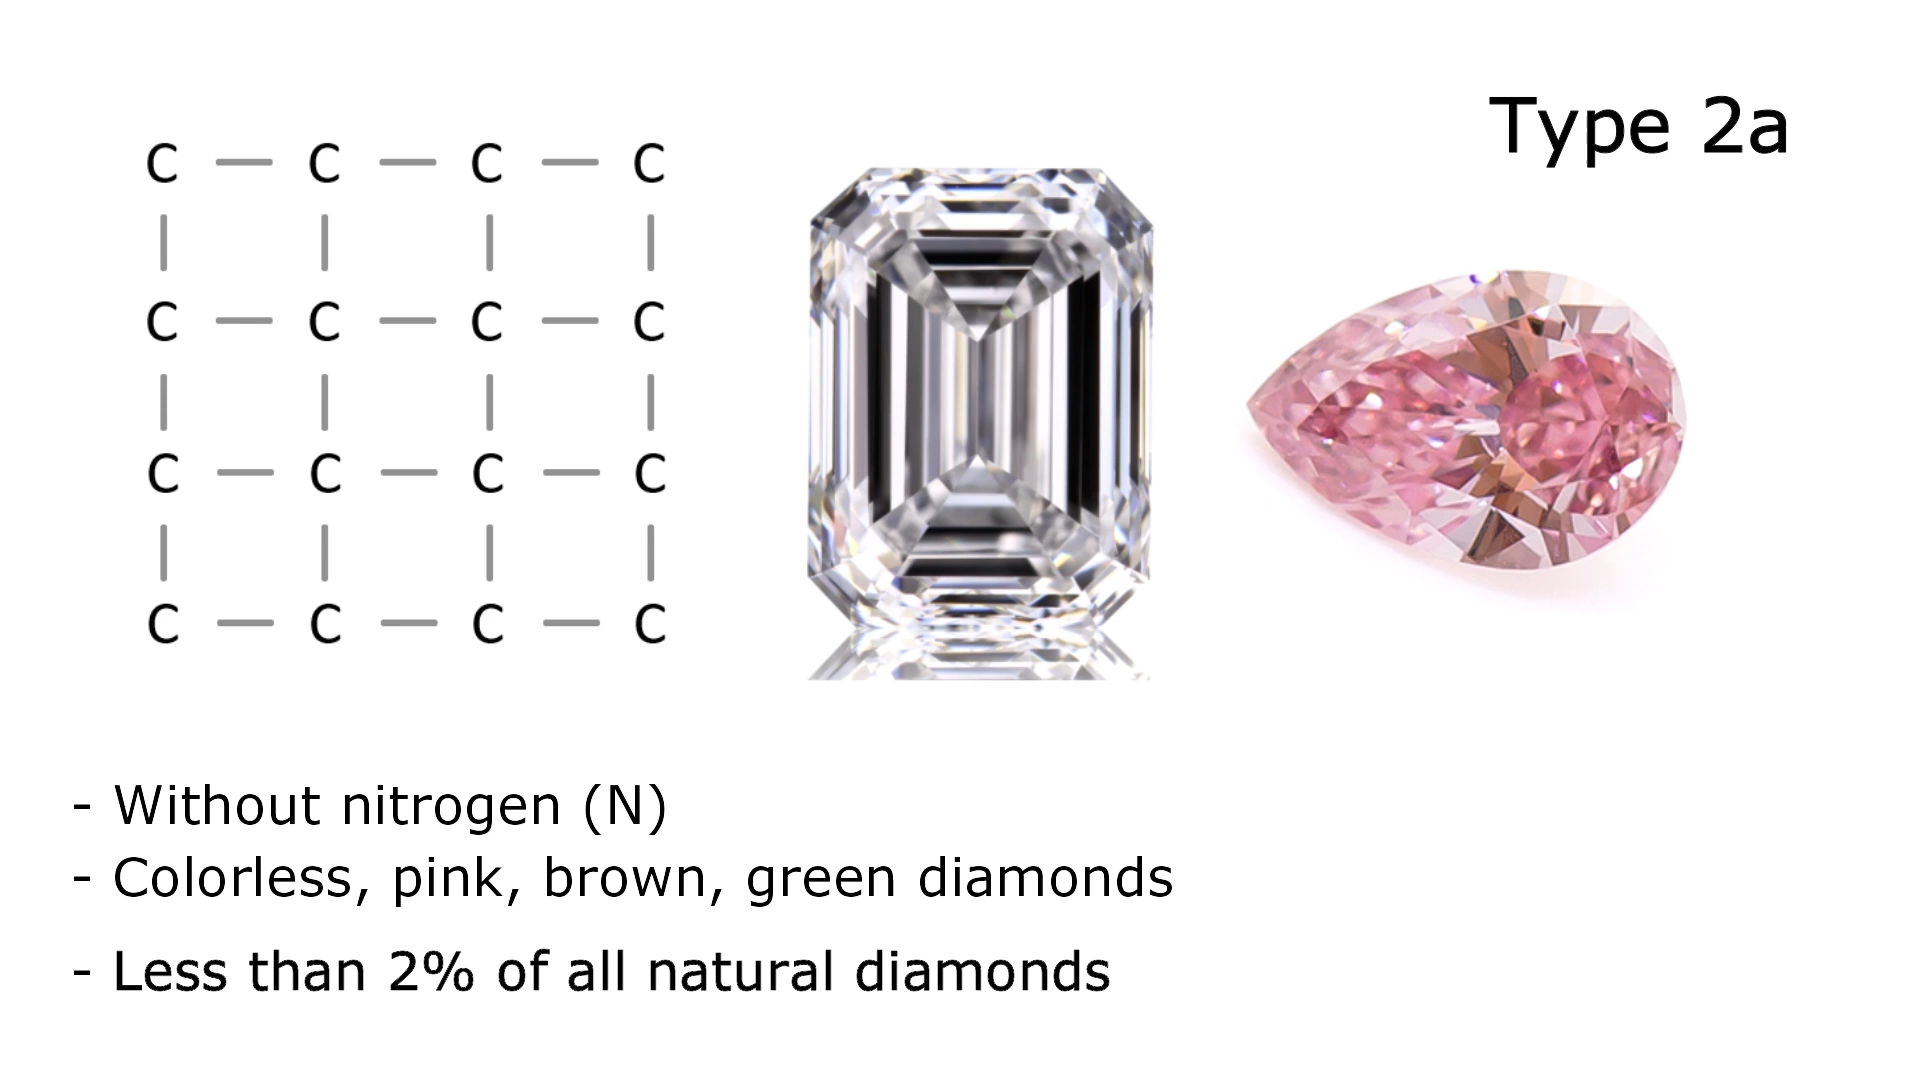 Type 2a
C — C — C — C
C — C — C — C
C — C — C — C
C — C — C — C
- Without nitrogen (N)
- Colorless, pink, brown, green diamonds
- Less than 2% of all natural diamonds